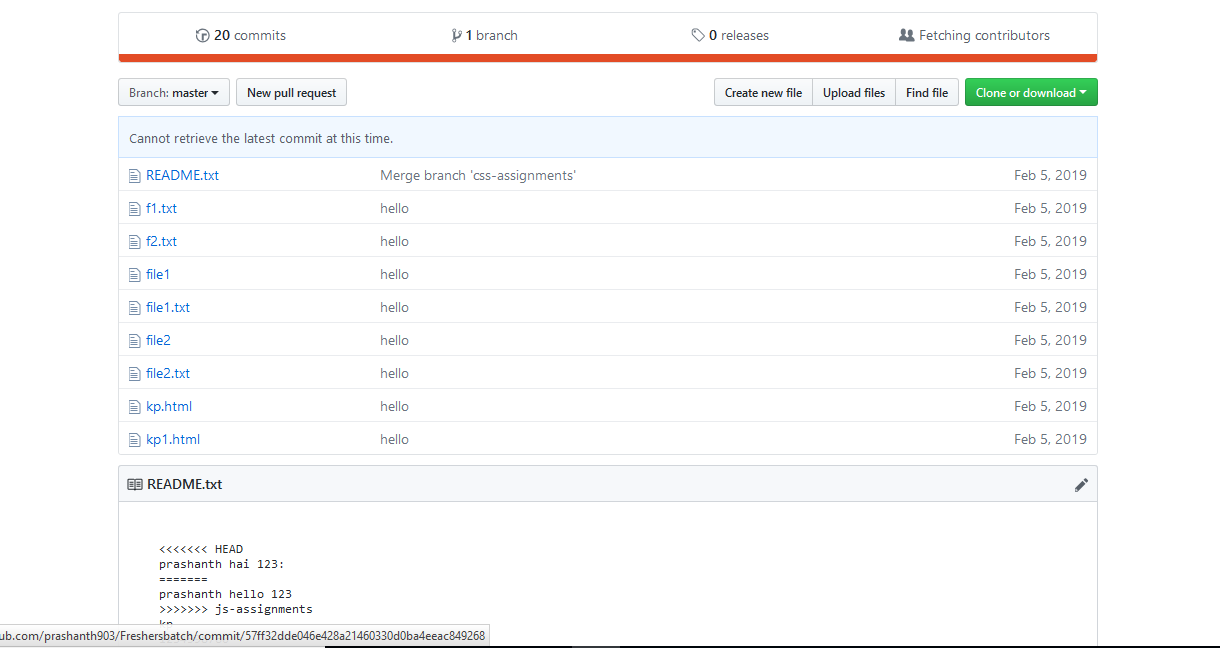 20 commits 1 branch 0 releases Fetching contributors
Branch: master New pull request Create new file Upload files Find file Clone or download
Cannot retrieve the latest commit at this time.
README.txt Merge branch 'css-assignments' Feb 5, 2019
f1.txt hello Feb 5, 2019
f2.txt hello Feb 5, 2019
file1 hello Feb 5, 2019
file1.txt hello Feb 5, 2019
file2 hello Feb 5, 2019
file2.txt hello Feb 5, 2019
kp.html hello Feb 5, 2019
kp1.html hello Feb 5, 2019
README.txt
<<<<<<< HEAD
prashanth hai 123:
=======
prashanth hello 123
>>>>>>> js-assignments
kp
ub.com/prashanth903/Freshersbatch/commit/57ff32dde046e428a21460330d0ba4eeac849268